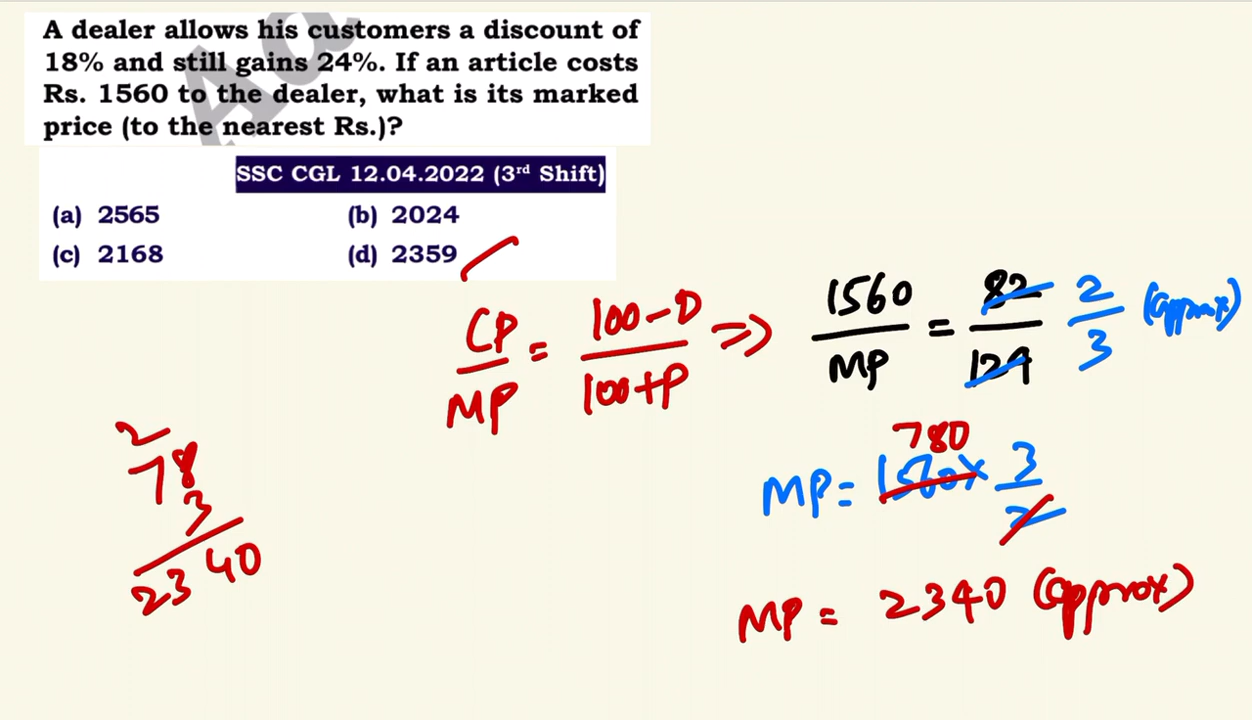 A dealer allows his customers a discount of
18% and still gains 24%. If an article costs
Rs. 1560 to the dealer, what is its marked
price (to the nearest Rs.)?
SSC CGL 12.04.2022 (3rd Shift)
(a) 2565 (b) 2024
(c) 2168 (d) 2359
CP/MP = 100-D/100+P => 1560/MP = 82/124 2/3 (approx)
780
MP = 1560 x 3/2
MP = 2340 (approx)
2
78
3
2340